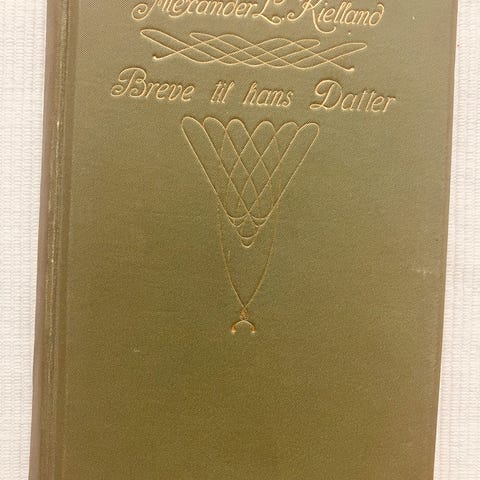 Alexander L. Kielland
Breve til hans Datter